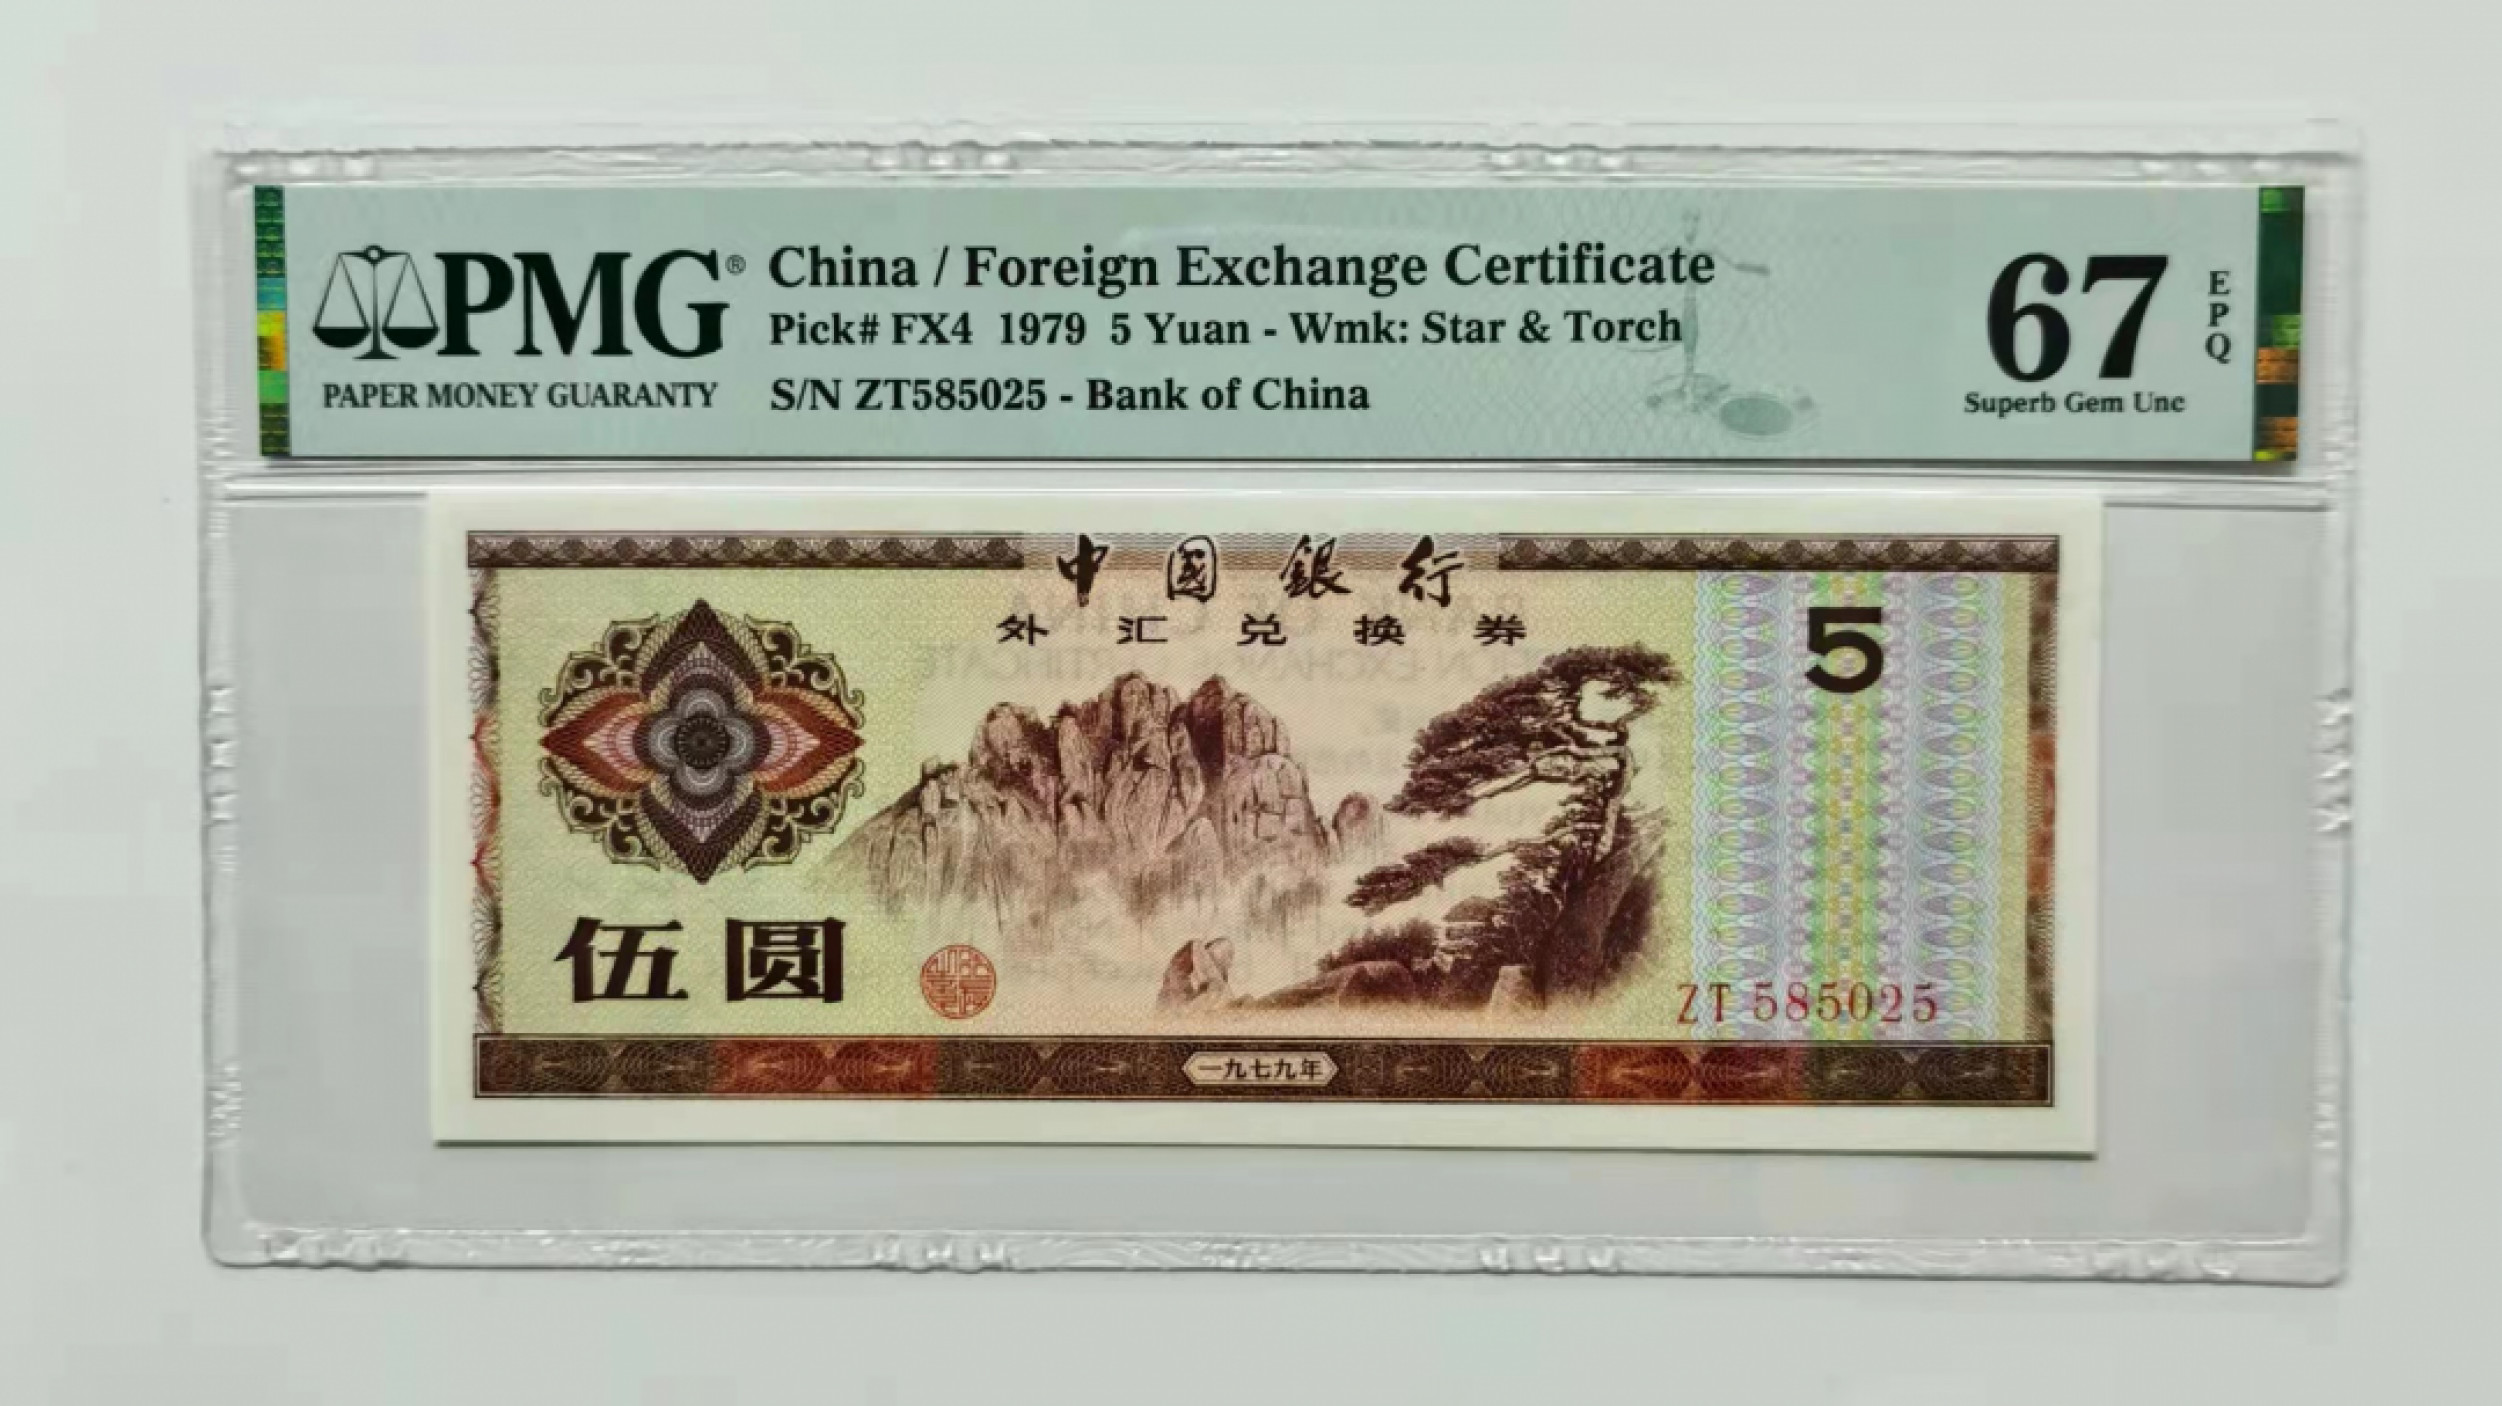 PMG®
PAPER MONEY GUARANTY
China / Foreign Exchange Certificate
Pick# FX4 1979 5 Yuan - Wmk: Star & Torch
S/N ZT585025 - Bank of China
67
EPQ
Superb Gem Unc
中國銀行
外汇兑换券
5
伍圆
ZT 585025
一九七九年